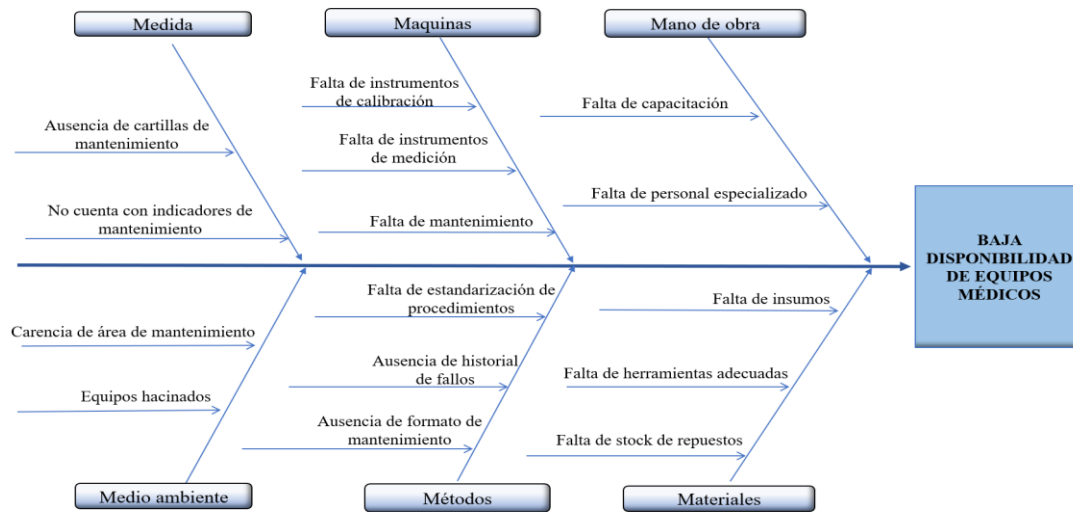 Medida
Maquinas
Mano de obra
Falta de instrumentos
de calibración
Falta de capacitación
Ausencia de cartillas de
mantenimiento
Falta de instrumentos
de medición
Falta de personal especializado
No cuenta con indicadores de
mantenimiento
Falta de mantenimiento
BAJA
DISPONIBILIDAD
DE EQUIPOS
MÉDICOS
Falta de estandarización de
procedimientos
Falta de insumos
Carencia de área de mantenimiento
Ausencia de historial
de fallos
Falta de herramientas adecuadas
Equipos hacinados
Ausencia de formato de
mantenimiento
Falta de stock de repuestos
Medio ambiente
Métodos
Materiales